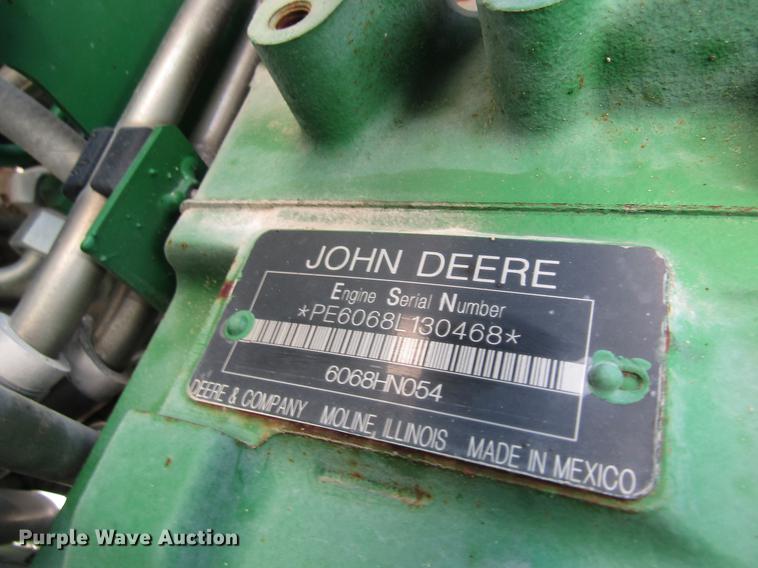 JOHN DEERE
Engine Serial Number
*PE6068L130468*
6068HN054
DEERE & COMPANY MOLINE, ILLINOIS MADE IN MEXICO
Purple Wave Auction